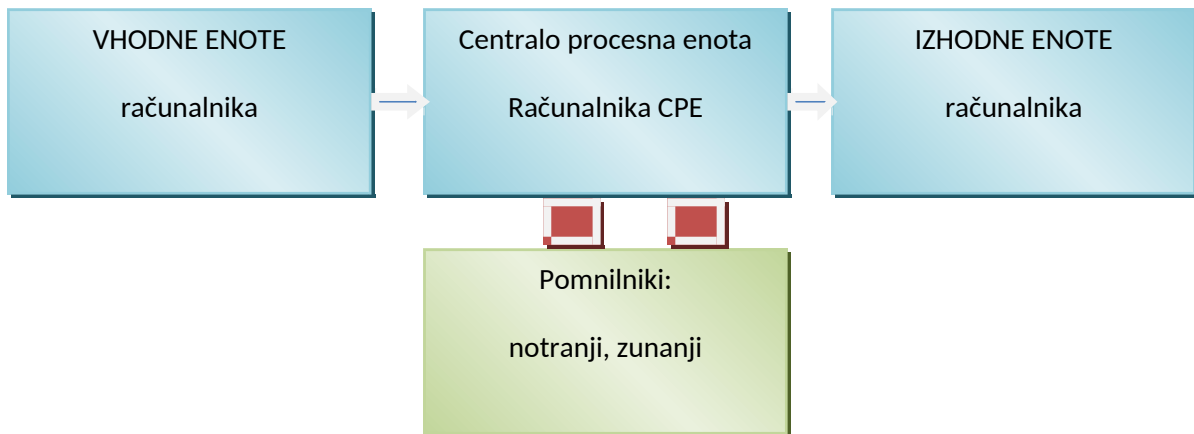 VHODNE ENOTE
računalnika
Centralo procesna enota
Računalnika CPE
IZHODNE ENOTE
računalnika
Pomnilniki:
notranji, zunanji